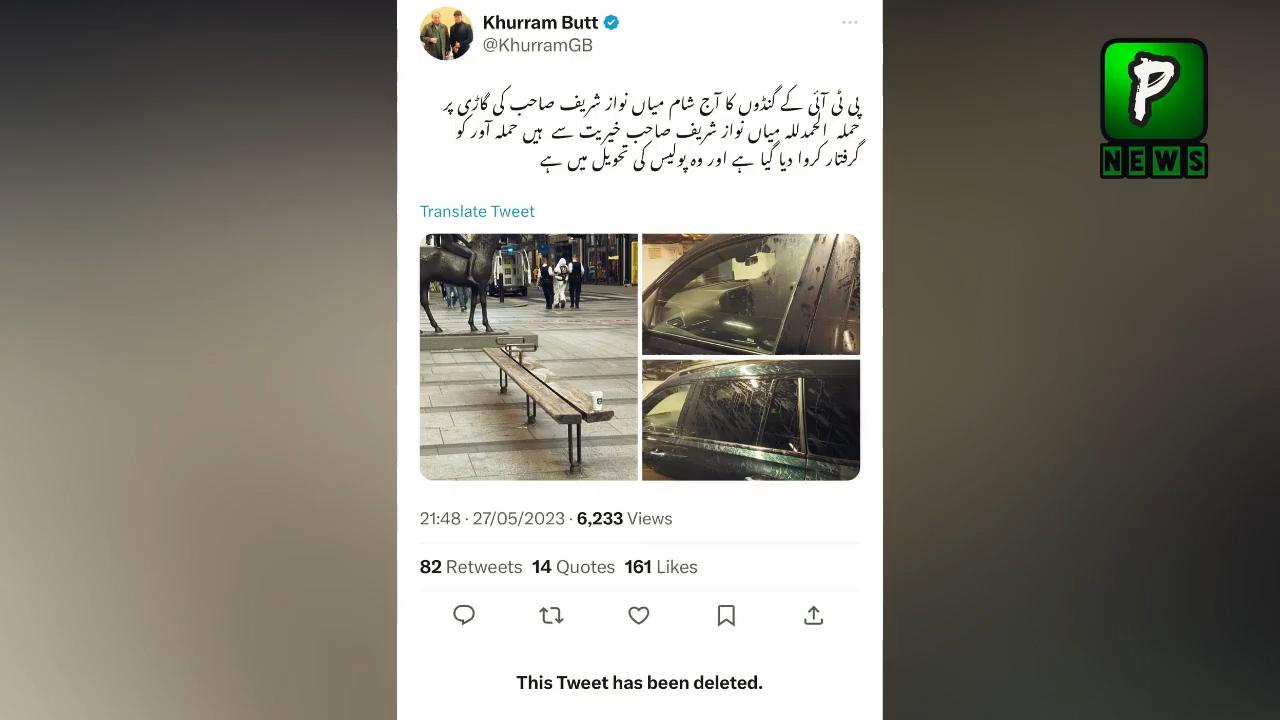 Khurram Butt
@KhurramGB
P
NEWS
پی ٹی آئی کے گنڈوں کا آج شام میاں نواز شریف صاحب کی گاڑی پر
حملہ الحمدللہ میاں نواز شریف صاحب خیریت سے ہیں حملہ آور کو
گرفتار کروا دیا گیا ہے اور وہ پولیس کی تحویل میں ہے
Translate Tweet
21:48 · 27/05/2023 · 6,233 Views
82 Retweets 14 Quotes 161 Likes
This Tweet has been deleted.